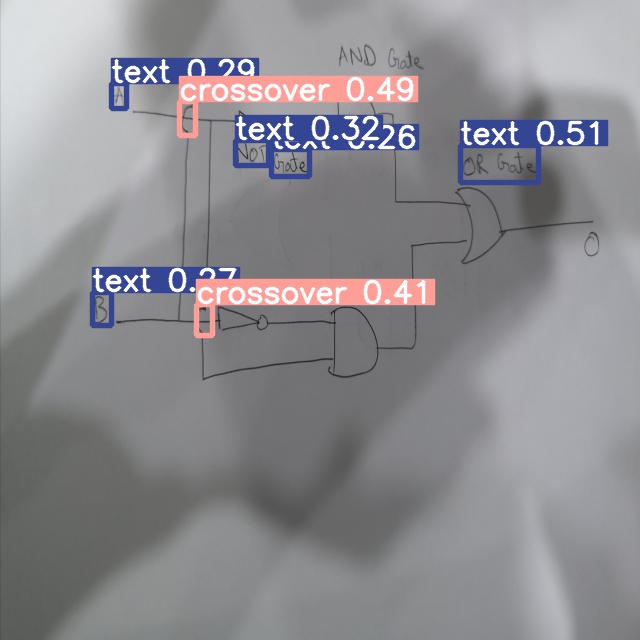 AND Gate
text 0.29
A
crossover 0.49
text 0.32
0.26
text 0.51
NOT Gate
OR Gate
O
text 0.27
B
crossover 0.41